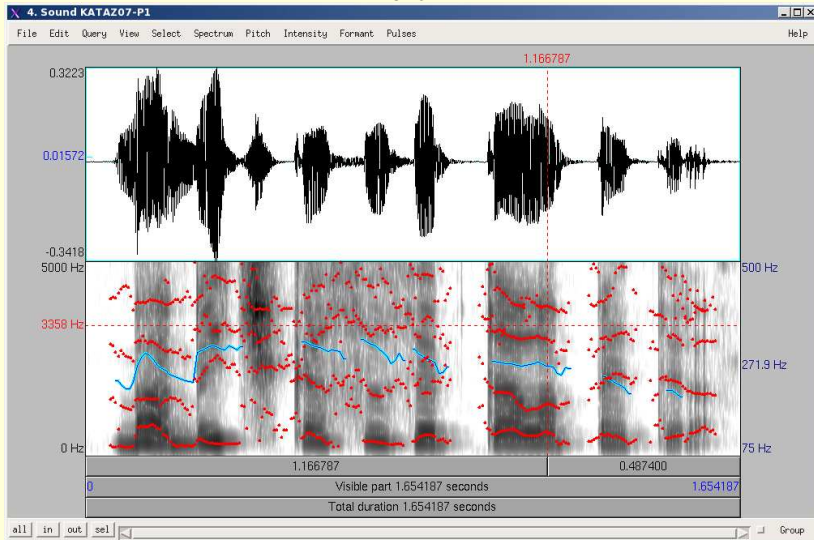 4. Sound KATAZ07-P1
File Edit Query View Select Spectrum Pitch Intensity Formant Pulses Help
1.166787
0.3223
0.01572
-0.3418
5000 Hz 500 Hz
3358 Hz
271.9 Hz
0 Hz 75 Hz
1.166787 0.487400
0 Visible part 1.654187 seconds 1.654187
Total duration 1.654187 seconds
all in out sel Group